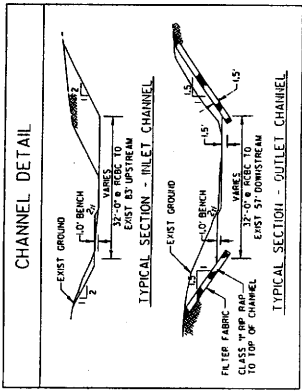 CHANNEL DETAIL
EXIST GROUND
2
1
2
1
1.0' BENCH
2:1
VARIES
32'-0" @ RCBC TO
EXIST 83' UPSTREAM
TYPICAL SECTION - INLET CHANNEL
EXIST GROUND
1.5
1
1.5
1
1.5'
1.5'
1.0' BENCH
2:1
VARIES
32'-0" @ RCBC TO
EXIST 57' DOWNSTREAM
FILTER FABRIC
CLASS "I" RIP RAP
TO TOP OF CHANNEL
TYPICAL SECTION - OUTLET CHANNEL